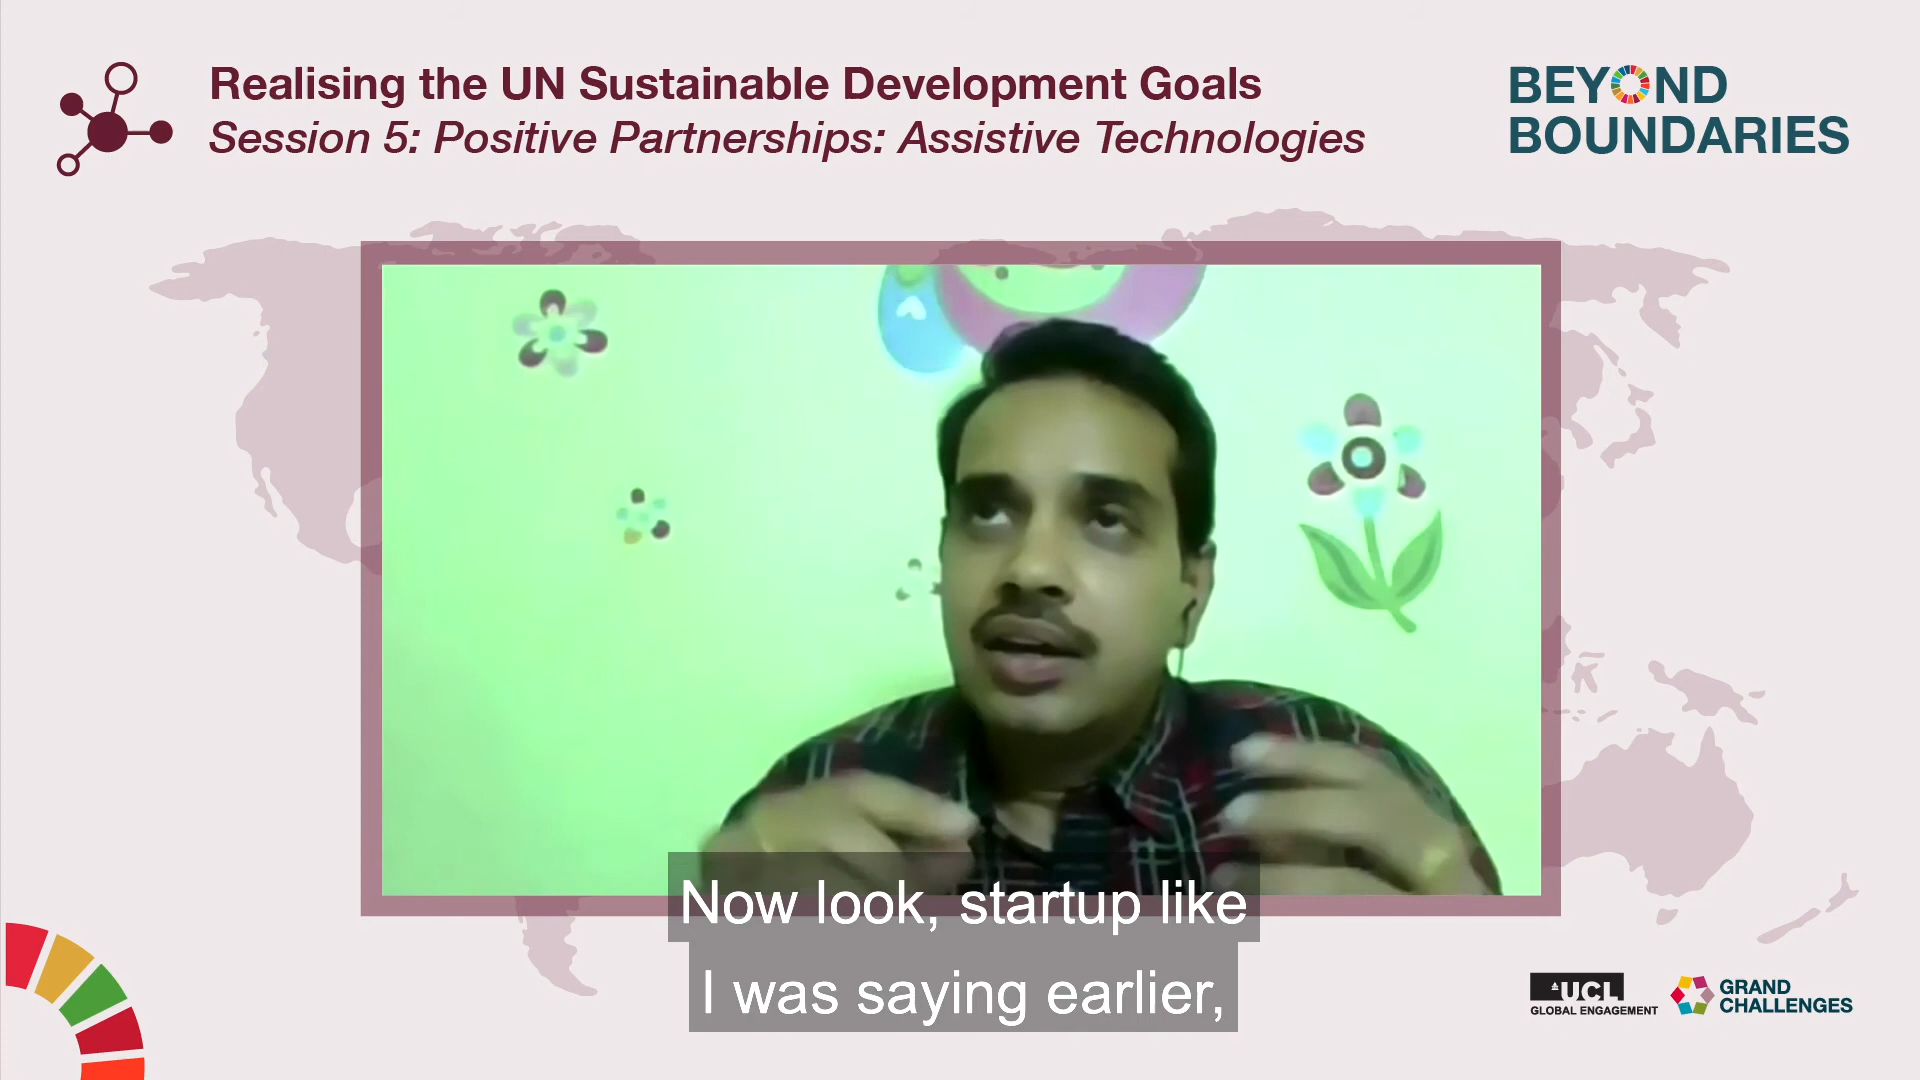 Realising the UN Sustainable Development Goals
Session 5: Positive Partnerships: Assistive Technologies
BEYOND
BOUNDARIES
Now look, startup like
I was saying earlier,
UCL
GLOBAL ENGAGEMENT
GRAND
CHALLENGES